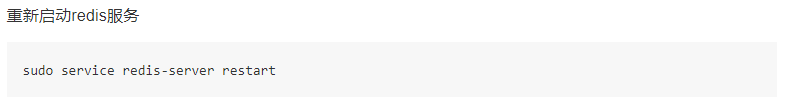 重新启动redis服务
sudo service redis-server restart